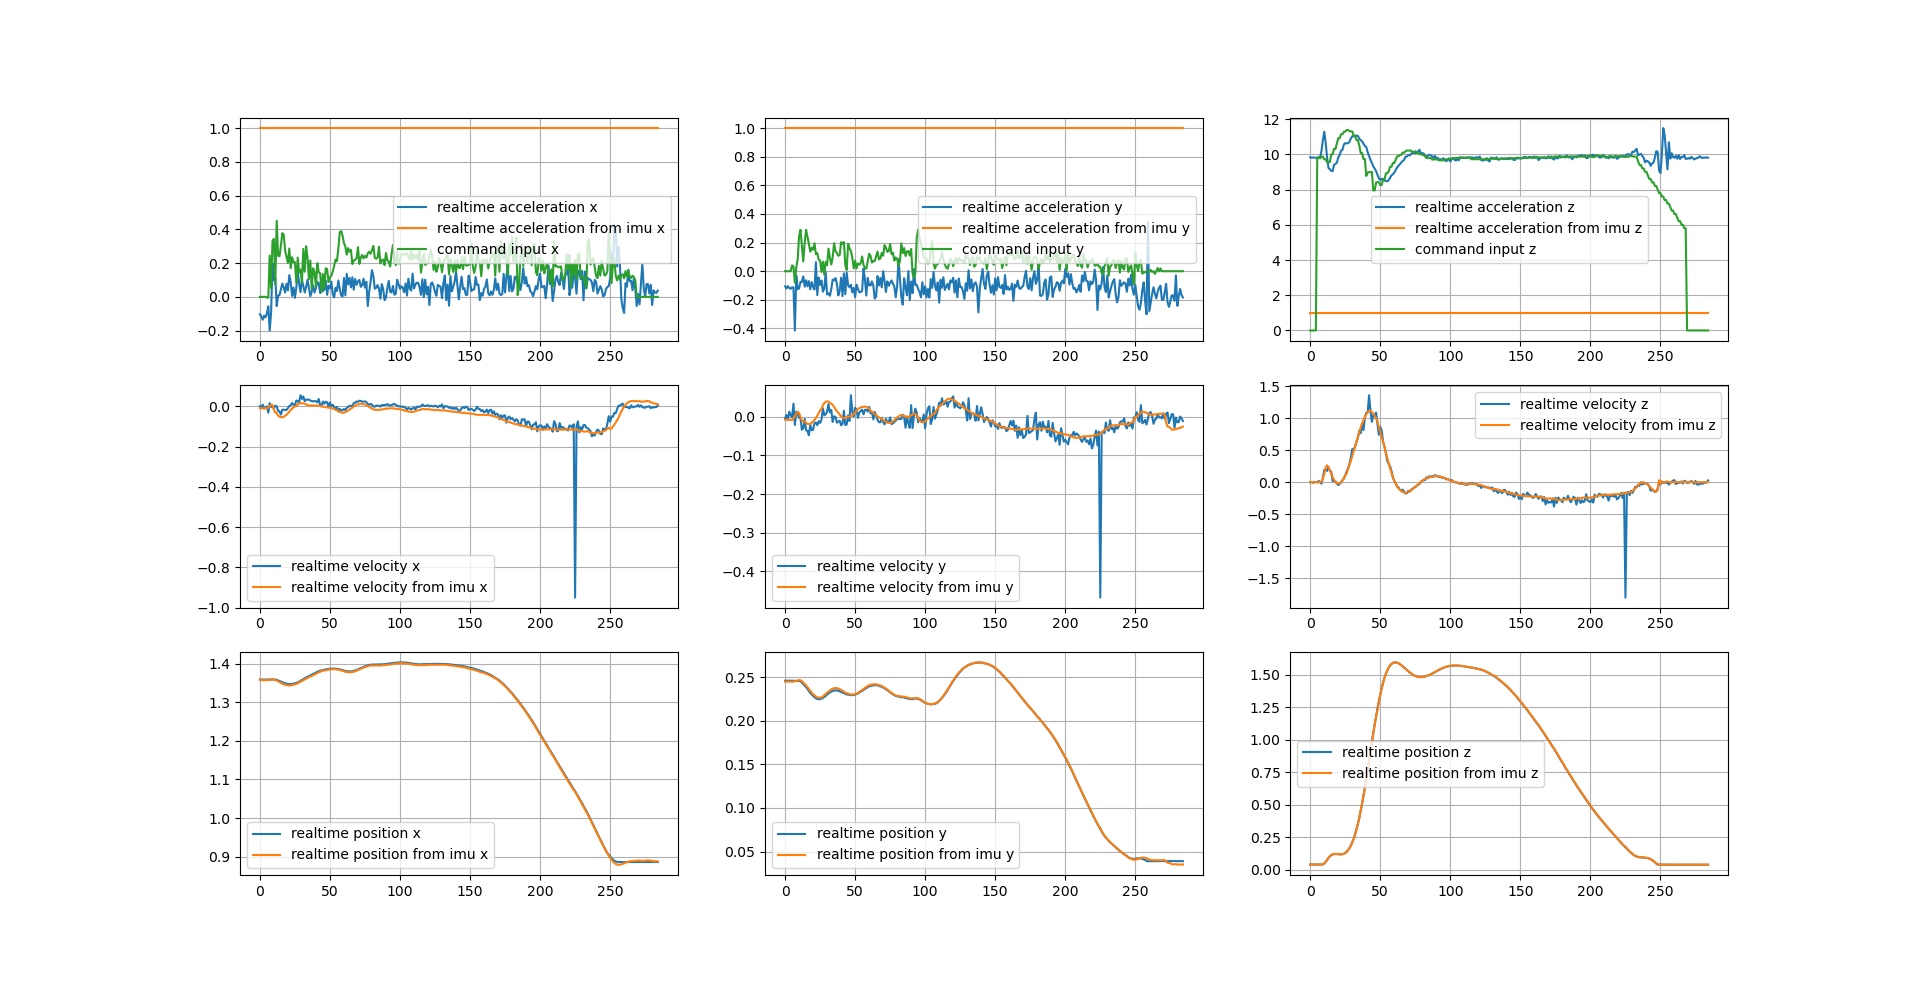 1.0
0.8
0.6
0.4
0.2
0.0
−0.2
realtime acceleration x
realtime acceleration from imu x
command input x
0 50 100 150 200 250
1.0
0.8
0.6
0.4
0.2
0.0
−0.2
−0.4
realtime acceleration y
realtime acceleration from imu y
command input y
0 50 100 150 200 250
12
10
8
6
4
2
0
realtime acceleration z
realtime acceleration from imu z
command input z
0 50 100 150 200 250
0.0
−0.2
−0.4
−0.6
−0.8
−1.0
realtime velocity x
realtime velocity from imu x
0 50 100 150 200 250
0.0
−0.1
−0.2
−0.3
−0.4
realtime velocity y
realtime velocity from imu y
0 50 100 150 200 250
1.5
1.0
0.5
0.0
−0.5
−1.0
−1.5
realtime velocity z
realtime velocity from imu z
0 50 100 150 200 250
1.4
1.3
1.2
1.1
1.0
0.9
realtime position x
realtime position from imu x
0 50 100 150 200 250
0.25
0.20
0.15
0.10
0.05
realtime position y
realtime position from imu y
0 50 100 150 200 250
1.50
1.25
1.00
0.75
0.50
0.25
0.00
realtime position z
realtime position from imu z
0 50 100 150 200 250